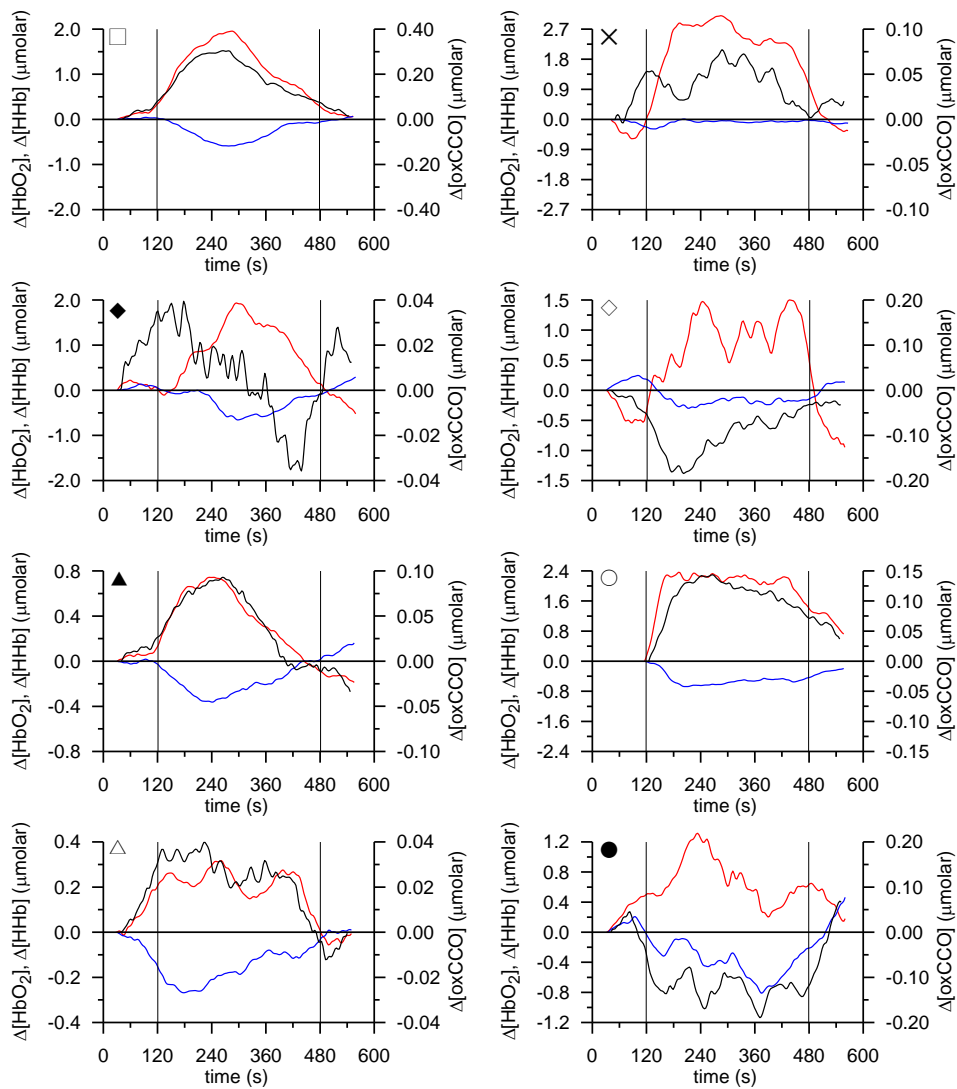 Δ[HbO2], Δ[HHb] (μmolar)
2.0
1.0
0.0
-1.0
-2.0
0.40
0.20
0.00
-0.20
-0.40
Δ[oxCCO] (μmolar)
0 120 240 360 480 600
time (s)
Δ[HbO2], Δ[HHb] (μmolar)
2.7
1.8
0.9
-0.0
-0.9
-1.8
-2.7
0.10
0.05
0.00
-0.05
-0.10
Δ[oxCCO] (μmolar)
0 120 240 360 480 600
time (s)
Δ[HbO2], Δ[HHb] (μmolar)
2.0
1.0
0.0
-1.0
-2.0
0.04
0.02
0.00
-0.02
-0.04
Δ[oxCCO] (μmolar)
0 120 240 360 480 600
time (s)
Δ[HbO2], Δ[HHb] (μmolar)
1.5
1.0
0.5
0.0
-0.5
-1.0
-1.5
0.20
0.10
0.00
-0.10
-0.20
Δ[oxCCO] (μmolar)
0 120 240 360 480 600
time (s)
Δ[HbO2], Δ[HHb] (μmolar)
0.8
0.4
0.0
-0.4
-0.8
0.10
0.05
0.00
-0.05
-0.10
Δ[oxCCO] (μmolar)
0 120 240 360 480 600
time (s)
Δ[HbO2], Δ[HHb] (μmolar)
2.4
1.6
0.8
0.0
-0.8
-1.6
-2.4
0.15
0.10
0.05
0.00
-0.05
-0.10
-0.15
Δ[oxCCO] (μmolar)
0 120 240 360 480 600
time (s)
Δ[HbO2], Δ[HHb] (μmolar)
0.4
0.2
0.0
-0.2
-0.4
0.04
0.02
0.00
-0.02
-0.04
Δ[oxCCO] (μmolar)
0 120 240 360 480 600
time (s)
Δ[HbO2], Δ[HHb] (μmolar)
1.2
0.8
0.4
0.0
-0.4
-0.8
-1.2
0.20
0.10
0.00
-0.10
-0.20
Δ[oxCCO] (μmolar)
0 120 240 360 480 600
time (s)